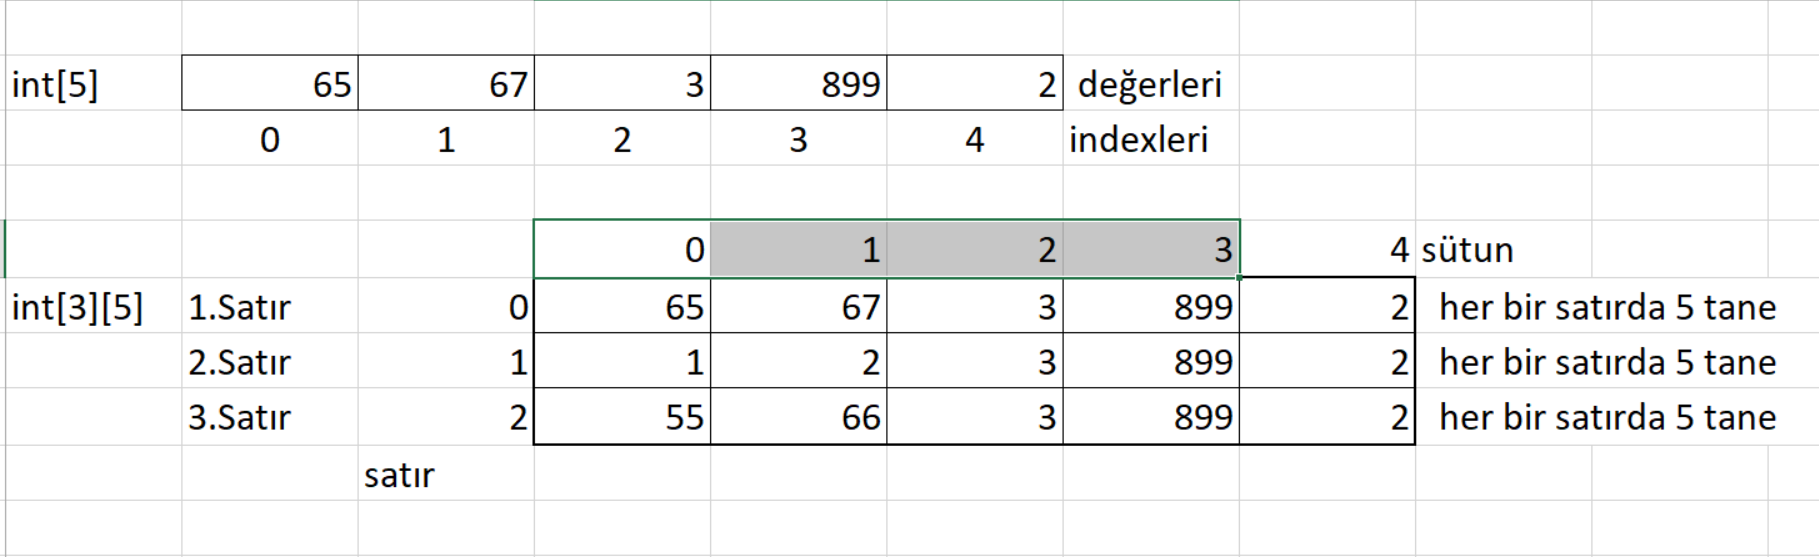 int[5] 65 67 3 899 2 değerleri
0 1 2 3 4 indexleri
0 1 2 3 4 sütun
int[3][5] 1.Satır 0 65 67 3 899 2 her bir satırda 5 tane
2.Satır 1 1 2 3 899 2 her bir satırda 5 tane
3.Satır 2 55 66 3 899 2 her bir satırda 5 tane
satır